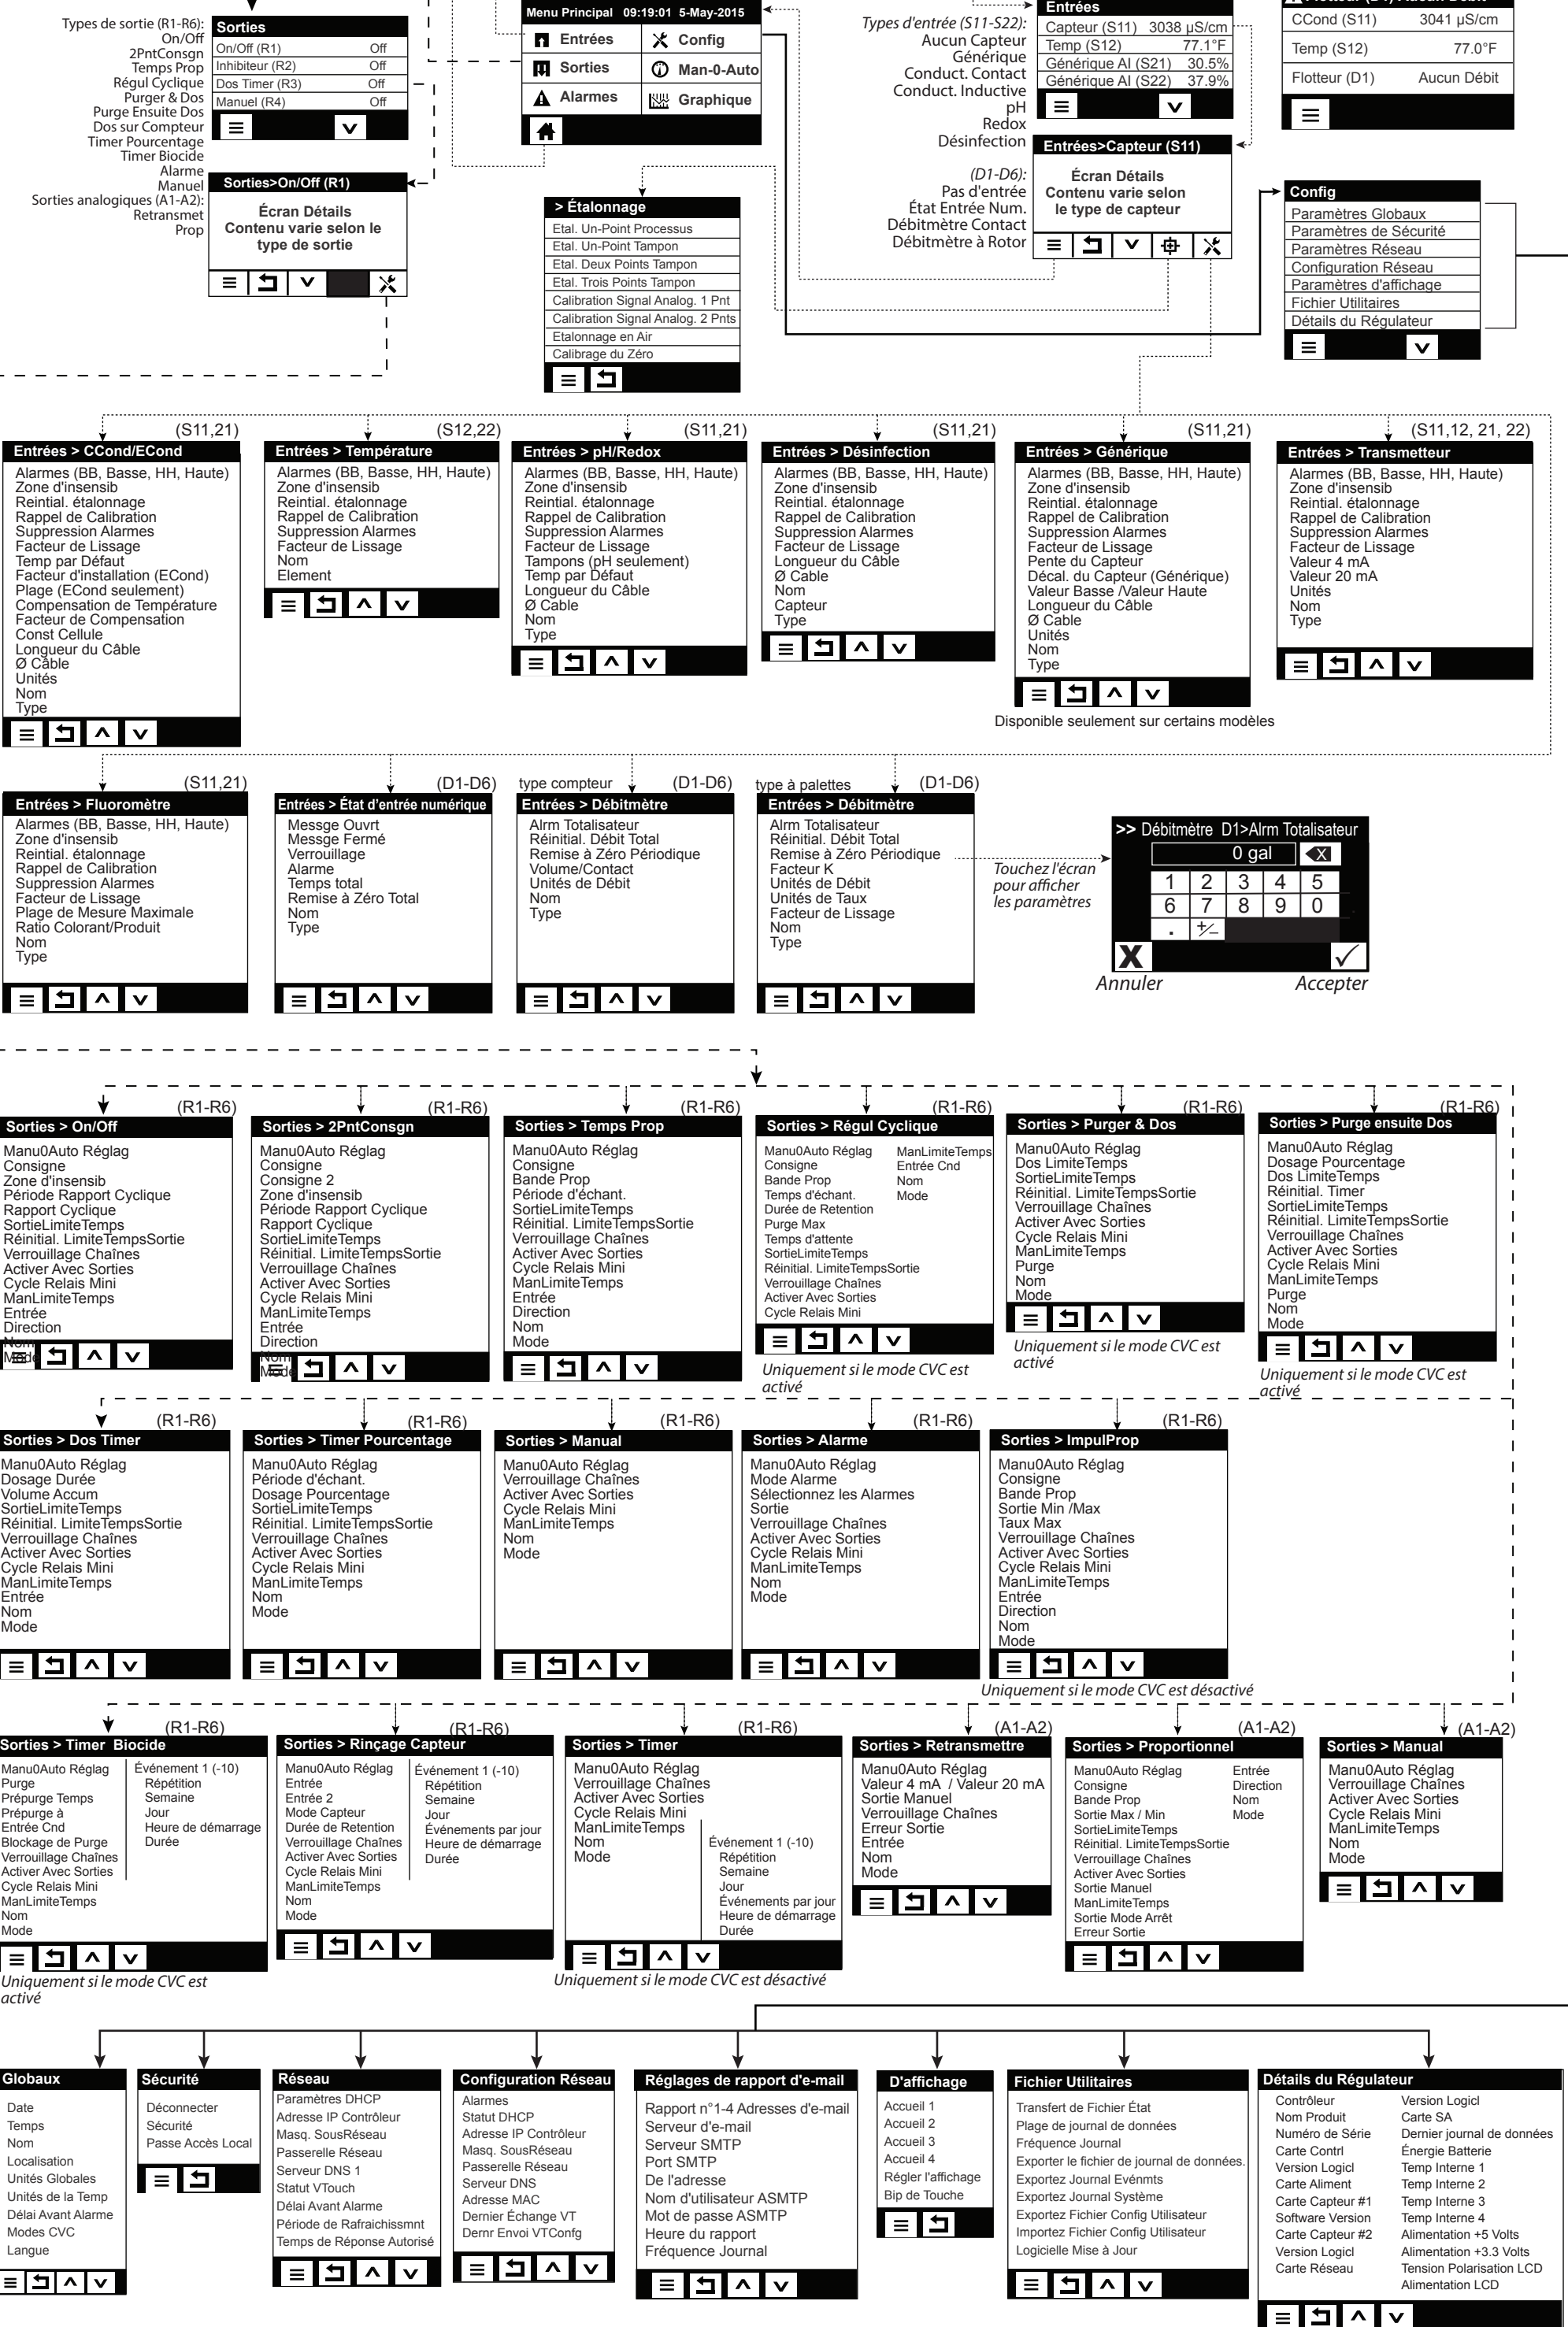 Types de sortie (R1-R6):
On/Off
2PntConsgn
Temps Prop
Régul Cyclique
Purger & Dos
Purge Ensuite Dos
Dos sur Compteur
Timer Pourcentage
Timer Biocide
Alarme
Manuel
Sorties analogiques (A1-A2):
Retransmet
Prop
Sorties
On/Off (R1) Off
Inhibiteur (R2) Off
Dos Timer (R3) Off
Manuel (R4) Off
Sorties>On/Off (R1)
Écran Détails
Contenu varie selon le
type de sortie
Menu Principal 09:19:01 5-May-2015
Entrées Config
Sorties Man-0-Auto
Alarmes Graphique
> Étalonnage
Etal. Un-Point Processus
Etal. Un-Point Tampon
Etal. Deux Points Tampon
Etal. Trois Points Tampon
Calibration Signal Analog. 1 Pnt
Calibration Signal Analog. 2 Pnts
Etalonnage en Air
Calibrage du Zéro
Types d'entrée (S11-S22):
Aucun Capteur
Générique
Conduct. Contact
Conduct. Inductive
pH
Redox
Désinfection
(D1-D6):
Pas d'entrée
État Entrée Num.
Débitmètre Contact
Débitmètre à Rotor
Entrées
Capteur (S11) 3038 µS/cm
Temp (S12) 77.1°F
Générique AI (S21) 30.5%
Générique AI (S22) 37.9%
Entrées>Capteur (S11)
Écran Détails
Contenu varie selon
le type de capteur
CCond (S11) 3041 µS/cm
Temp (S12) 77.0°F
Flotteur (D1) Aucun Débit
Config
Paramètres Globaux
Paramètres de Sécurité
Paramètres Réseau
Configuration Réseau
Paramètres d'affichage
Fichier Utilitaires
Détails du Régulateur
(S11,21)
Entrées > CCond/ECond
Alarmes (BB, Basse, HH, Haute)
Zone d'insensib
Reintial. étalonnage
Rappel de Calibration
Suppression Alarmes
Facteur de Lissage
Temp par Défaut
Facteur d'installation (ECond)
Plage (ECond seulement)
Compensation de Température
Facteur de Compensation
Const Cellule
Longueur du Câble
Ø Câble
Unités
Nom
Type
(S12,22)
Entrées > Température
Alarmes (BB, Basse, HH, Haute)
Zone d'insensib
Reintial. étalonnage
Rappel de Calibration
Suppression Alarmes
Facteur de Lissage
Nom
Element
(S11,21)
Entrées > pH/Redox
Alarmes (BB, Basse, HH, Haute)
Zone d'insensib
Reintial. étalonnage
Rappel de Calibration
Suppression Alarmes
Facteur de Lissage
Tampons (pH seulement)
Temp par Défaut
Longueur du Câble
Ø Cable
Nom
Type
(S11,21)
Entrées > Désinfection
Alarmes (BB, Basse, HH, Haute)
Zone d'insensib
Reintial. étalonnage
Rappel de Calibration
Suppression Alarmes
Facteur de Lissage
Longueur du Câble
Ø Cable
Nom
Capteur
Type
(S11,21)
Entrées > Générique
Alarmes (BB, Basse, HH, Haute)
Zone d'insensib
Reintial. étalonnage
Rappel de Calibration
Suppression Alarmes
Facteur de Lissage
Pente du Capteur
Décal. du Capteur (Générique)
Valeur Basse /Valeur Haute
Longueur du Câble
Ø Cable
Unités
Nom
Type
Disponible seulement sur certains modèles
(S11,12, 21, 22)
Entrées > Transmetteur
Alarmes (BB, Basse, HH, Haute)
Zone d'insensib
Reintial. étalonnage
Rappel de Calibration
Suppression Alarmes
Facteur de Lissage
Valeur 4 mA
Valeur 20 mA
Unités
Nom
Type
(S11,21)
Entrées > Fluoromètre
Alarmes (BB, Basse, HH, Haute)
Zone d'insensib
Reintial. étalonnage
Rappel de Calibration
Suppression Alarmes
Facteur de Lissage
Plage de Mesure Maximale
Ratio Colorant/Produit
Nom
Type
(D1-D6)
Entrées > État d'entrée numérique
Messge Ouvrt
Messge Fermé
Verrouillage
Alarme
Temps total
Remise à Zéro Total
Nom
Type
type compteur (D1-D6)
Entrées > Débitmètre
Alrm Totalisateur
Réinitial. Débit Total
Remise à Zéro Périodique
Volume/Contact
Unités de Débit
Nom
Type
type à palettes (D1-D6)
Entrées > Débitmètre
Alrm Totalisateur
Réinitial. Débit Total
Remise à Zéro Périodique
Facteur K
Unités de Débit
Unités de Taux
Facteur de Lissage
Nom
Type
Touchez l'écran
pour afficher
les paramètres
>> Débitmètre D1>Alrm Totalisateur
0 gal X
1 2 3 4 5
6 7 8 9 0
. +/-
X
Annuler Accepter
(R1-R6)
Sorties > On/Off
Manu0Auto Réglag
Consigne
Zone d'insensib
Période Rapport Cyclique
Rapport Cyclique
SortieLimiteTemps
Réinitial. LimiteTempsSortie
Verrouillage Chaînes
Activer Avec Sorties
Cycle Relais Mini
ManLimiteTemps
Entrée
Direction
Nom
Mode
(R1-R6)
Sorties > 2PntConsgn
Manu0Auto Réglag
Consigne
Consigne 2
Zone d'insensib
Période Rapport Cyclique
Rapport Cyclique
SortieLimiteTemps
Réinitial. LimiteTempsSortie
Verrouillage Chaînes
Activer Avec Sorties
Cycle Relais Mini
ManLimiteTemps
Entrée
Direction
Nom
Mode
(R1-R6)
Sorties > Temps Prop
Manu0Auto Réglag
Consigne
Bande Prop
Période d'échant.
SortieLimiteTemps
Réinitial. LimiteTempsSortie
Verrouillage Chaînes
Activer Avec Sorties
Cycle Relais Mini
ManLimiteTemps
Entrée
Direction
Nom
Mode
(R1-R6)
Sorties > Régul Cyclique
Manu0Auto Réglag
Consigne
Bande Prop
Temps d'échant.
Durée de Retention
Purge Max
Temps d'attente
SortieLimiteTemps
Réinitial. LimiteTempsSortie
Verrouillage Chaînes
Activer Avec Sorties
Cycle Relais Mini
ManLimiteTemps
Entrée Cnd
Nom
Mode
Uniquement si le mode CVC est
activé
(R1-R6)
Sorties > Purger & Dos
Manu0Auto Réglag
Dos LimiteTemps
SortieLimiteTemps
Réinitial. LimiteTempsSortie
Verrouillage Chaînes
Activer Avec Sorties
Cycle Relais Mini
ManLimiteTemps
Purge
Nom
Mode
Uniquement si le mode CVC est
activé
(R1-R6)
Sorties > Purge ensuite Dos
Manu0Auto Réglag
Dosage Pourcentage
Dos LimiteTemps
Réinitial. Timer
SortieLimiteTemps
Réinitial. LimiteTempsSortie
Verrouillage Chaînes
Activer Avec Sorties
Cycle Relais Mini
ManLimiteTemps
Purge
Nom
Mode
Uniquement si le mode CVC est
activé
(R1-R6)
Sorties > Dos Timer
Manu0Auto Réglag
Dosage Durée
Volume Accum
SortieLimiteTemps
Réinitial. LimiteTempsSortie
Verrouillage Chaînes
Activer Avec Sorties
Cycle Relais Mini
ManLimiteTemps
Entrée
Nom
Mode
(R1-R6)
Sorties > Timer Pourcentage
Manu0Auto Réglag
Période d'échant.
Dosage Pourcentage
SortieLimiteTemps
Réinitial. LimiteTempsSortie
Verrouillage Chaînes
Activer Avec Sorties
Cycle Relais Mini
ManLimiteTemps
Nom
Mode
(R1-R6)
Sorties > Manual
Manu0Auto Réglag
Verrouillage Chaînes
Activer Avec Sorties
Cycle Relais Mini
ManLimiteTemps
Nom
Mode
(R1-R6)
Sorties > Alarme
Manu0Auto Réglag
Mode Alarme
Sélectionnez les Alarmes
Sortie
Verrouillage Chaînes
Activer Avec Sorties
Cycle Relais Mini
ManLimiteTemps
Nom
Mode
(R1-R6)
Sorties > ImpulProp
Manu0Auto Réglag
Consigne
Bande Prop
Sortie Min /Max
Taux Max
Verrouillage Chaînes
Activer Avec Sorties
Cycle Relais Mini
ManLimiteTemps
Entrée
Direction
Nom
Mode
Uniquement si le mode CVC est désactivé
(R1-R6)
Sorties > Timer Biocide
Manu0Auto Réglag
Purge
Prépurge Temps
Prépurge à
Entrée Cnd
Blockage de Purge
Verrouillage Chaînes
Activer Avec Sorties
Cycle Relais Mini
ManLimiteTemps
Nom
Mode
Événement 1 (-10)
Répétition
Semaine
Jour
Heure de démarrage
Durée
Uniquement si le mode CVC est
activé
(R1-R6)
Sorties > Rinçage Capteur
Manu0Auto Réglag
Entrée
Entrée 2
Mode Capteur
Durée de Retention
Verrouillage Chaînes
Activer Avec Sorties
Cycle Relais Mini
ManLimiteTemps
Nom
Mode
Événement 1 (-10)
Répétition
Semaine
Jour
Événements par jour
Heure de démarrage
Durée
(R1-R6)
Sorties > Timer
Manu0Auto Réglag
Verrouillage Chaînes
Activer Avec Sorties
Cycle Relais Mini
ManLimiteTemps
Nom
Mode
Événement 1 (-10)
Répétition
Semaine
Jour
Événements par jour
Heure de démarrage
Durée
Uniquement si le mode CVC est désactivé
(A1-A2)
Sorties > Retransmettre
Manu0Auto Réglag
Valeur 4 mA / Valeur 20 mA
Sortie Manuel
Verrouillage Chaînes
Erreur Sortie
Entrée
Nom
Mode
(A1-A2)
Sorties > Proportionnel
Manu0Auto Réglag
Consigne
Bande Prop
Sortie Max / Min
SortieLimiteTemps
Réinitial. LimiteTempsSortie
Verrouillage Chaînes
Activer Avec Sorties
Sortie Manuel
ManLimiteTemps
Sortie Mode Arrêt
Erreur Sortie
Entrée
Direction
Nom
Mode
(A1-A2)
Sorties > Manual
Manu0Auto Réglag
Verrouillage Chaînes
Activer Avec Sorties
Cycle Relais Mini
ManLimiteTemps
Nom
Mode
Globaux
Date
Temps
Nom
Localisation
Unités Globales
Unités de la Temp
Délai Avant Alarme
Modes CVC
Langue
Sécurité
Déconnecter
Sécurité
Passe Accès Local
Réseau
Paramètres DHCP
Adresse IP Contrôleur
Masq. SousRéseau
Passerelle Réseau
Serveur DNS 1
Statut VTouch
Délai Avant Alarme
Période de Rafraichissmnt
Temps de Réponse Autorisé
Configuration Réseau
Alarmes
Statut DHCP
Adresse IP Contrôleur
Masq. SousRéseau
Passerelle Réseau
Serveur DNS
Adresse MAC
Dernier Échange VT
Dernr Envoi VTConfg
Réglages de rapport d'e-mail
Rapport n°1-4 Adresses d'e-mail
Serveur d'e-mail
Serveur SMTP
Port SMTP
De l'adresse
Nom d'utilisateur ASMTP
Mot de passe ASMTP
Heure du rapport
Fréquence Journal
D'affichage
Accueil 1
Accueil 2
Accueil 3
Accueil 4
Régler l'affichage
Bip de Touche
Fichier Utilitaires
Transfert de Fichier État
Plage de journal de données
Fréquence Journal
Exporter le fichier de journal de données.
Exportez Journal Evénmts
Exportez Journal Système
Exportez Fichier Config Utilisateur
Importez Fichier Config Utilisateur
Logicielle Mise à Jour
Détails du Régulateur
Contrôleur
Nom Produit
Numéro de Série
Carte Contrl
Version Logicl
Carte Aliment
Carte Capteur #1
Software Version
Carte Capteur #2
Version Logicl
Carte Réseau
Version Logicl
Carte SA
Dernier journal de données
Énergie Batterie
Temp Interne 1
Temp Interne 2
Temp Interne 3
Temp Interne 4
Alimentation +5 Volts
Alimentation +3.3 Volts
Tension Polarisation LCD
Alimentation LCD